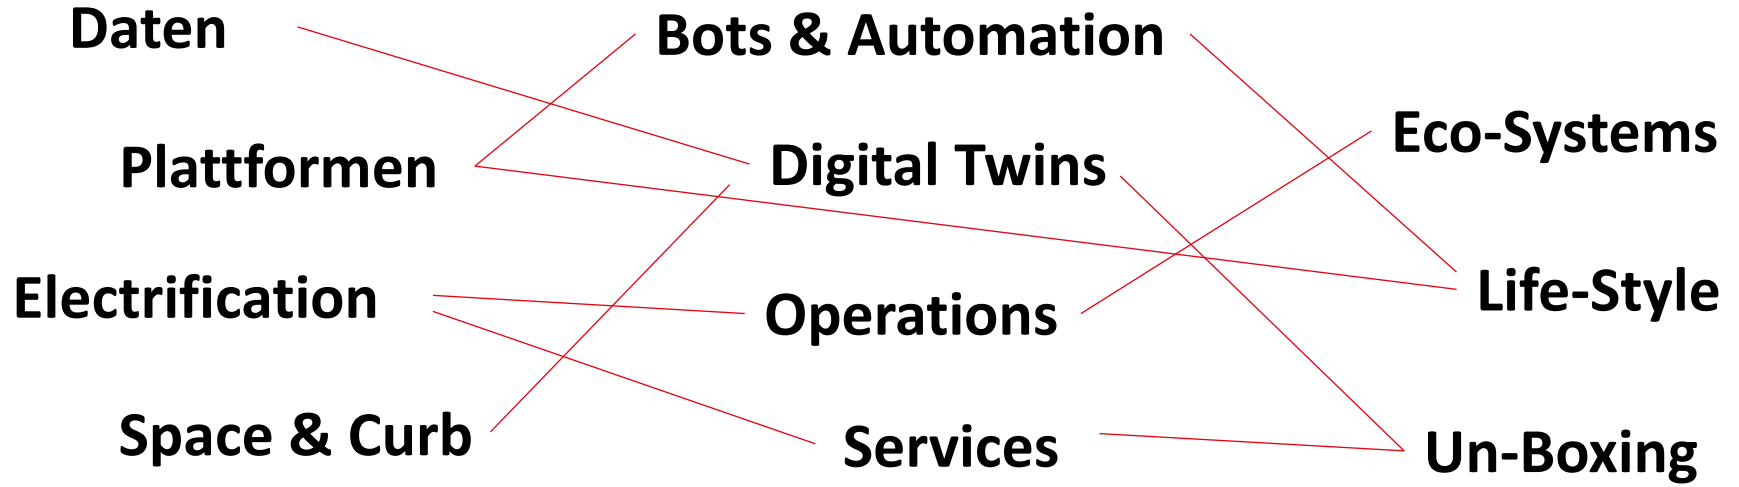 Daten
Bots & Automation
Eco-Systems
Plattformen
Digital Twins
Life-Style
Electrification
Operations
Space & Curb
Services
Un-Boxing